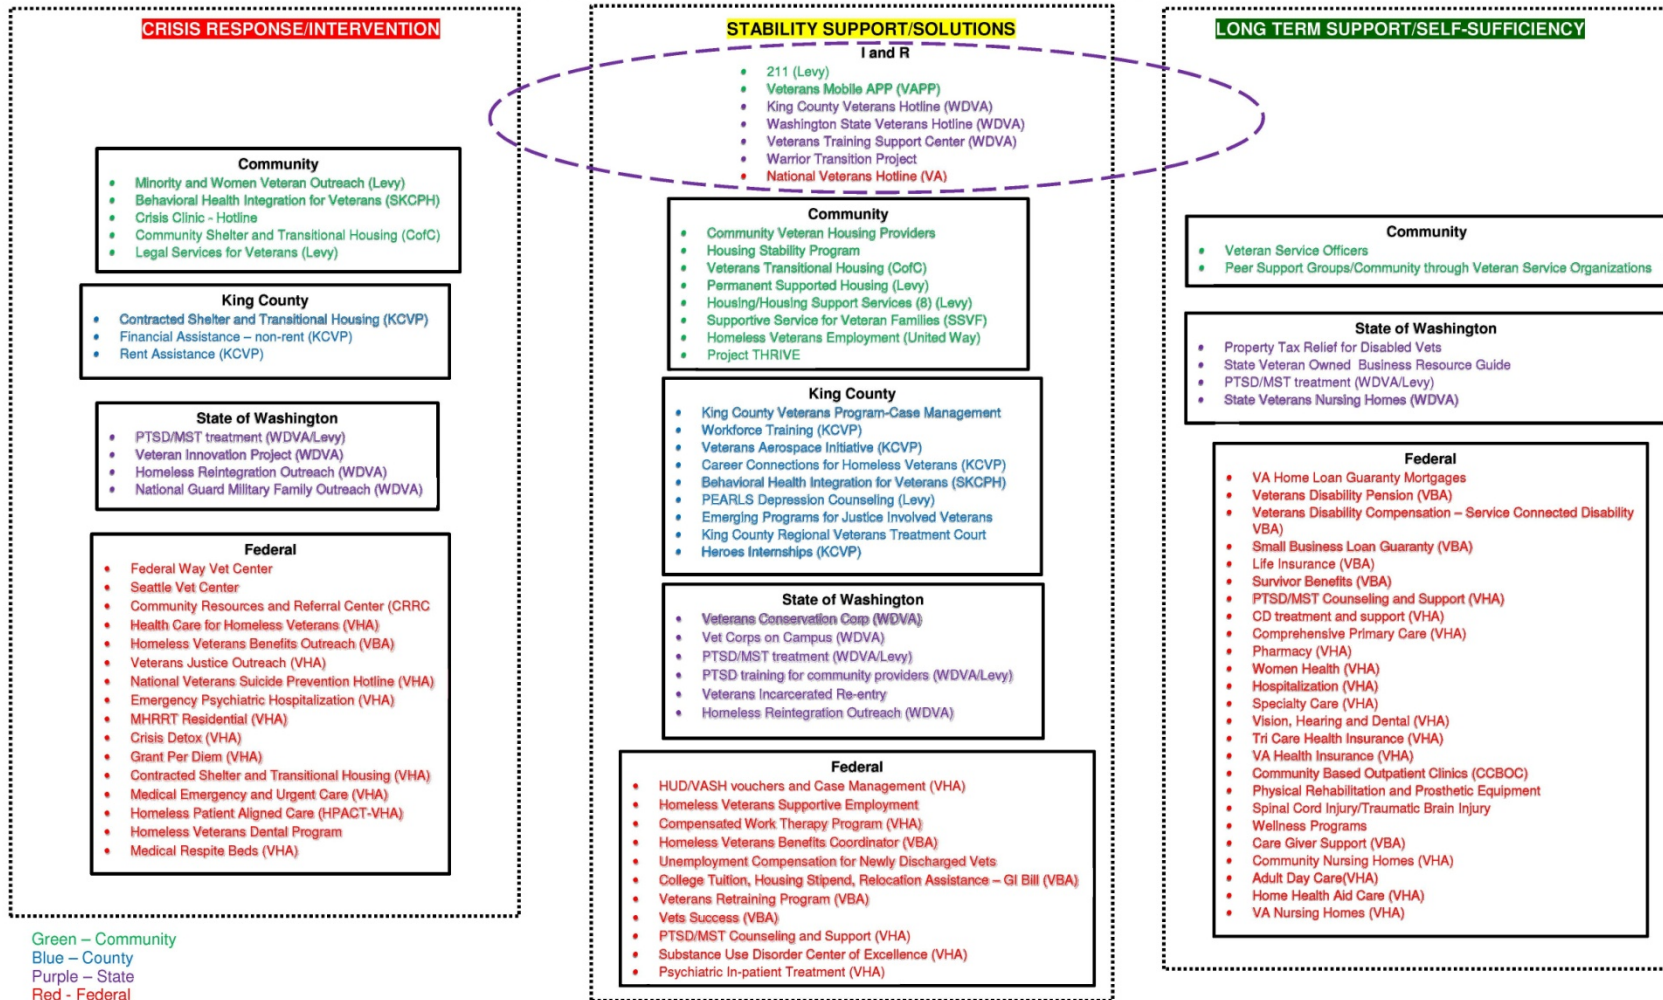 CRISIS RESPONSE/INTERVENTION
Community
Minority and Women Veteran Outreach (Levy)
Behavioral Health Integration for Veterans (SKCPH)
Crisis Clinic - Hotline
Community Shelter and Transitional Housing (CofC)
Legal Services for Veterans (Levy)
King County
Contracted Shelter and Transitional Housing (KCVP)
Financial Assistance – non-rent (KCVP)
Rent Assistance (KCVP)
State of Washington
PTSD/MST treatment (WDVA/Levy)
Veteran Innovation Project (WDVA)
Homeless Reintegration Outreach (WDVA)
National Guard Military Family Outreach (WDVA)
Federal
Federal Way Vet Center
Seattle Vet Center
Community Resources and Referral Center (CRRC
Health Care for Homeless Veterans (VHA)
Homeless Veterans Benefits Outreach (VBA)
Veterans Justice Outreach (VHA)
National Veterans Suicide Prevention Hotline (VHA)
Emergency Psychiatric Hospitalization (VHA)
MHRRT Residential (VHA)
Crisis Detox (VHA)
Grant Per Diem (VHA)
Contracted Shelter and Transitional Housing (VHA)
Medical Emergency and Urgent Care (VHA)
Homeless Patient Aligned Care (HPACT-VHA)
Homeless Veterans Dental Program
Medical Respite Beds (VHA)
STABILITY SUPPORT/SOLUTIONS
I and R
211 (Levy)
Veterans Mobile APP (VAPP)
King County Veterans Hotline (WDVA)
Washington State Veterans Hotline (WDVA)
Veterans Training Support Center (WDVA)
Warrior Transition Project
National Veterans Hotline (VA)
Community
Community Veteran Housing Providers
Housing Stability Program
Veterans Transitional Housing (CofC)
Permanent Supported Housing (Levy)
Housing/Housing Support Services (8) (Levy)
Supportive Service for Veteran Families (SSVF)
Homeless Veterans Employment (United Way)
Project THRIVE
King County
King County Veterans Program-Case Management
Workforce Training (KCVP)
Veterans Aerospace Initiative (KCVP)
Career Connections for Homeless Veterans (KCVP)
Behavioral Health Integration for Veterans (SKCPH)
PEARLS Depression Counseling (Levy)
Emerging Programs for Justice Involved Veterans
King County Regional Veterans Treatment Court
Heroes Internships (KCVP)
State of Washington
Veterans Conservation Corp (WDVA)
Vet Corps on Campus (WDVA)
PTSD/MST treatment (WDVA/Levy)
PTSD training for community providers (WDVA/Levy)
Veterans Incarcerated Re-entry
Homeless Reintegration Outreach (WDVA)
Federal
HUD/VASH vouchers and Case Management (VHA)
Homeless Veterans Supportive Employment
Compensated Work Therapy Program (VHA)
Homeless Veterans Benefits Coordinator (VBA)
Unemployment Compensation for Newly Discharged Vets
College Tuition, Housing Stipend, Relocation Assistance – GI Bill (VBA)
Veterans Retraining Program (VBA)
Vets Success (VBA)
PTSD/MST Counseling and Support (VHA)
Substance Use Disorder Center of Excellence (VHA)
Psychiatric In-patient Treatment (VHA)
LONG TERM SUPPORT/SELF-SUFFICIENCY
Community
Veteran Service Officers
Peer Support Groups/Community through Veteran Service Organizations
State of Washington
Property Tax Relief for Disabled Vets
State Veteran Owned Business Resource Guide
PTSD/MST treatment (WDVA/Levy)
State Veterans Nursing Homes (WDVA)
Federal
VA Home Loan Guaranty Mortgages
Veterans Disability Pension (VBA)
Veterans Disability Compensation – Service Connected Disability
VBA)
Small Business Loan Guaranty (VBA)
Life Insurance (VBA)
Survivor Benefits (VBA)
PTSD/MST Counseling and Support (VHA)
CD treatment and support (VHA)
Comprehensive Primary Care (VHA)
Pharmacy (VHA)
Women Health (VHA)
Hospitalization (VHA)
Specialty Care (VHA)
Vision, Hearing and Dental (VHA)
Tri Care Health Insurance (VHA)
VA Health Insurance (VHA)
Community Based Outpatient Clinics (CCBOC)
Physical Rehabilitation and Prosthetic Equipment
Spinal Cord Injury/Traumatic Brain Injury
Wellness Programs
Care Giver Support (VBA)
Community Nursing Homes (VHA)
Adult Day Care(VHA)
Home Health Aid Care (VHA)
VA Nursing Homes (VHA)
Green – Community
Blue – County
Purple – State
Red - Federal